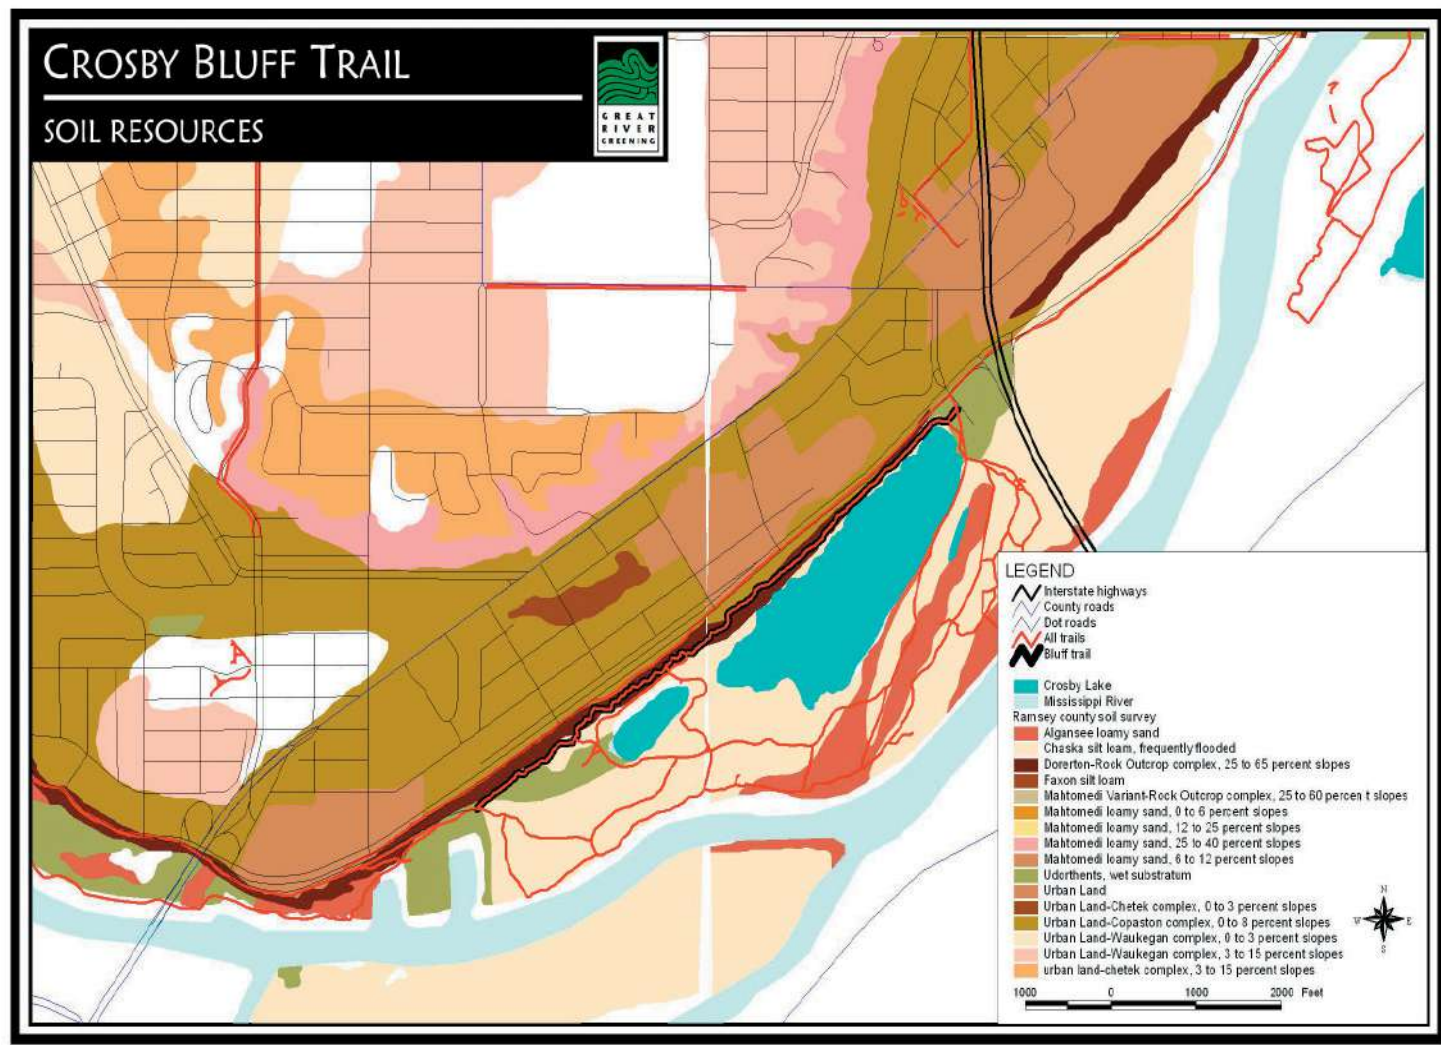 CROSBY BLUFF TRAIL
SOIL RESOURCES
GREAT
RIVER
GREENING
A
LEGEND
Interstate highways
County roads
Dot roads
All trails
Bluff trail
Crosby Lake
Mississippi River
Ramsey county soil survey
Algansee loamy sand
Chaska silt loam, frequently flooded
Dorerton-Rock Outcrop complex, 25 to 65 percent slopes
Faxon silt loam
Mahtomedi Variant-Rock Outcrop complex, 25 to 60 percen t slopes
Mahtomedi loamy sand, 0 to 6 percent slopes
Mahtomedi loamy sand, 12 to 25 percent slopes
Mahtomedi loamy sand, 25 to 40 percent slopes
Mahtomedi loamy sand, 6 to 12 percent slopes
Udorthents, wet substratum
Urban Land
Urban Land-Chetek complex, 0 to 3 percent slopes
Urban Land-Copaston complex, 0 to 8 percent slopes
Urban Land-Waukegan complex, 0 to 3 percent slopes
Urban Land-Waukegan complex, 3 to 15 percent slopes
urban land-chetek complex, 3 to 15 percent slopes
N
W E
S
1000 0 1000 2000 Feet